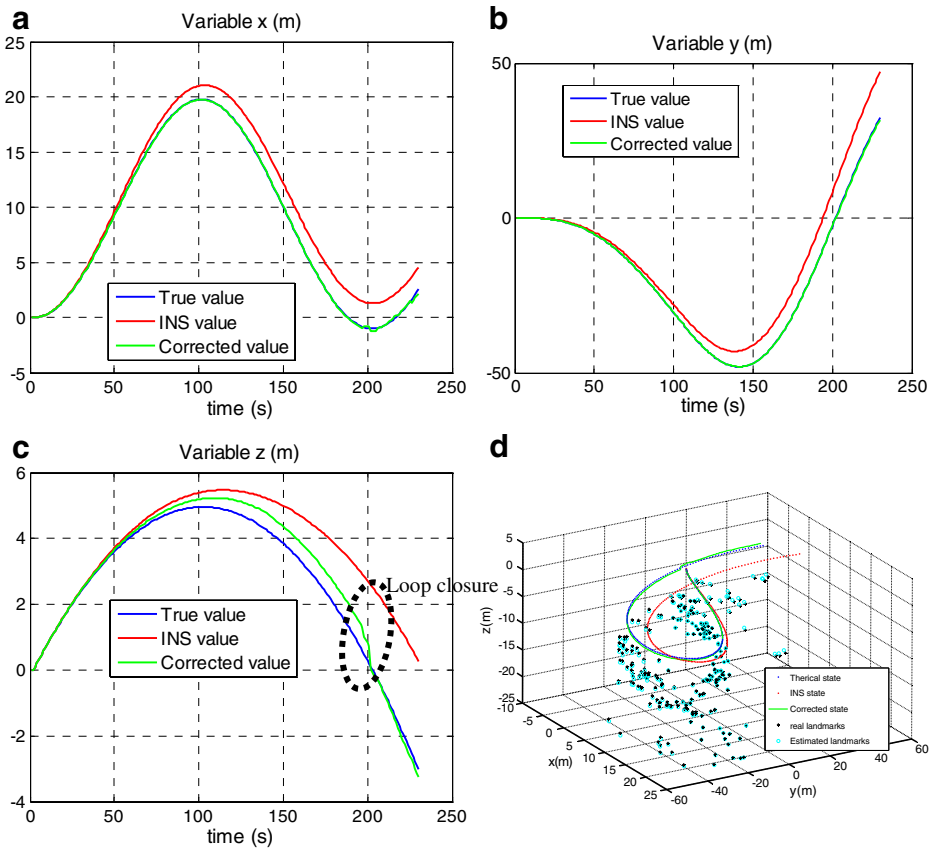 a
Variable x (m)
25
20
15
10
5
0
0
50
100
150
200
250
time (s)
True value
INS value
Corrected value
b
Variable y (m)
50
0
-50
0
50
100
150
200
250
time (s)
True value
INS value
Corrected value
c
Variable z (m)
6
4
2
0
-2
-4
0
50
100
150
200
250
time (s)
True value
INS value
Corrected value
Loop closure
d
5
0
-5
-10
-15
-20
-25
z(m)
-10
-5
0
5
10
15
20
25
x(m)
-60
-40
-20
0
20
40
60
y(m)
Therical state
INS state
Corrected state
real landmarks
Estimated landmarks